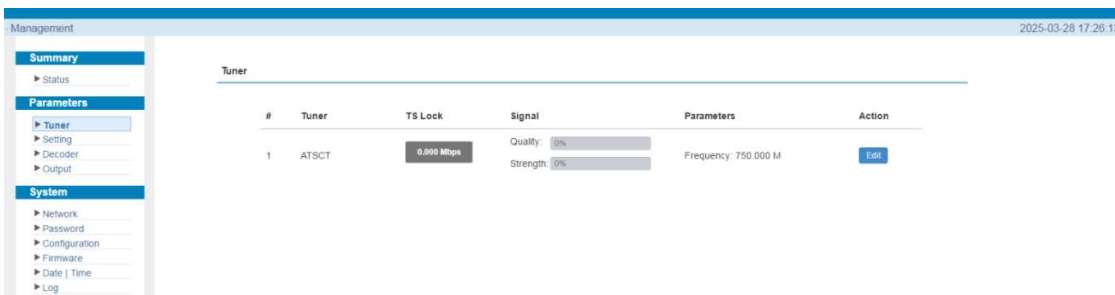 Management 2025-03-28 17:26:1
Summary
Status
Parameters
Tuner
Setting
Decoder
Output
System
Network
Password
Configuration
Firmware
Date | Time
Log
Tuner
# Tuner TS Lock Signal Parameters Action
1 ATSCT 0.000 Mbps Quality: 0% Frequency: 750.000 M Edit
Strength: 0%